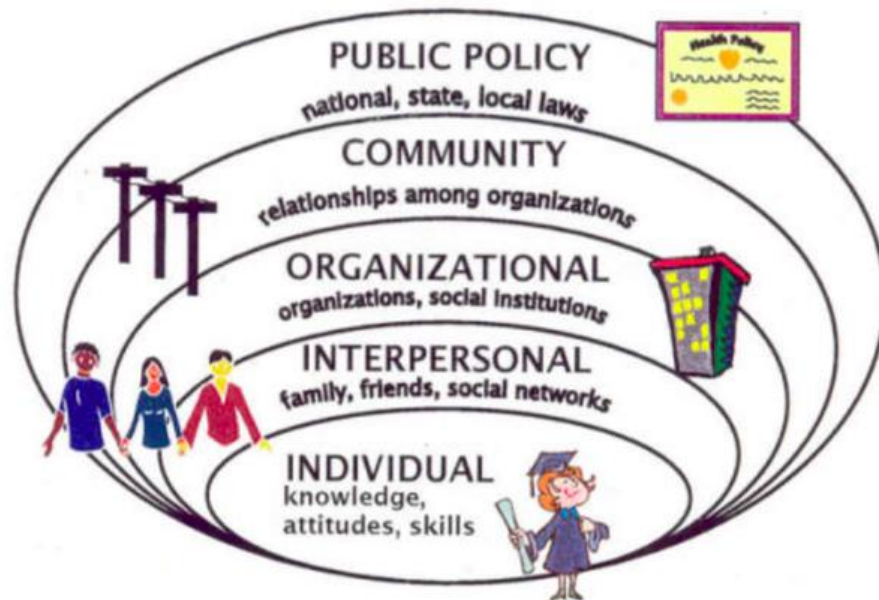 Health Policy
PUBLIC POLICY
national, state, local laws
COMMUNITY
relationships among organizations
ORGANIZATIONAL
organizations, social institutions
INTERPERSONAL
family, friends, social networks
INDIVIDUAL
knowledge,
attitudes, skills